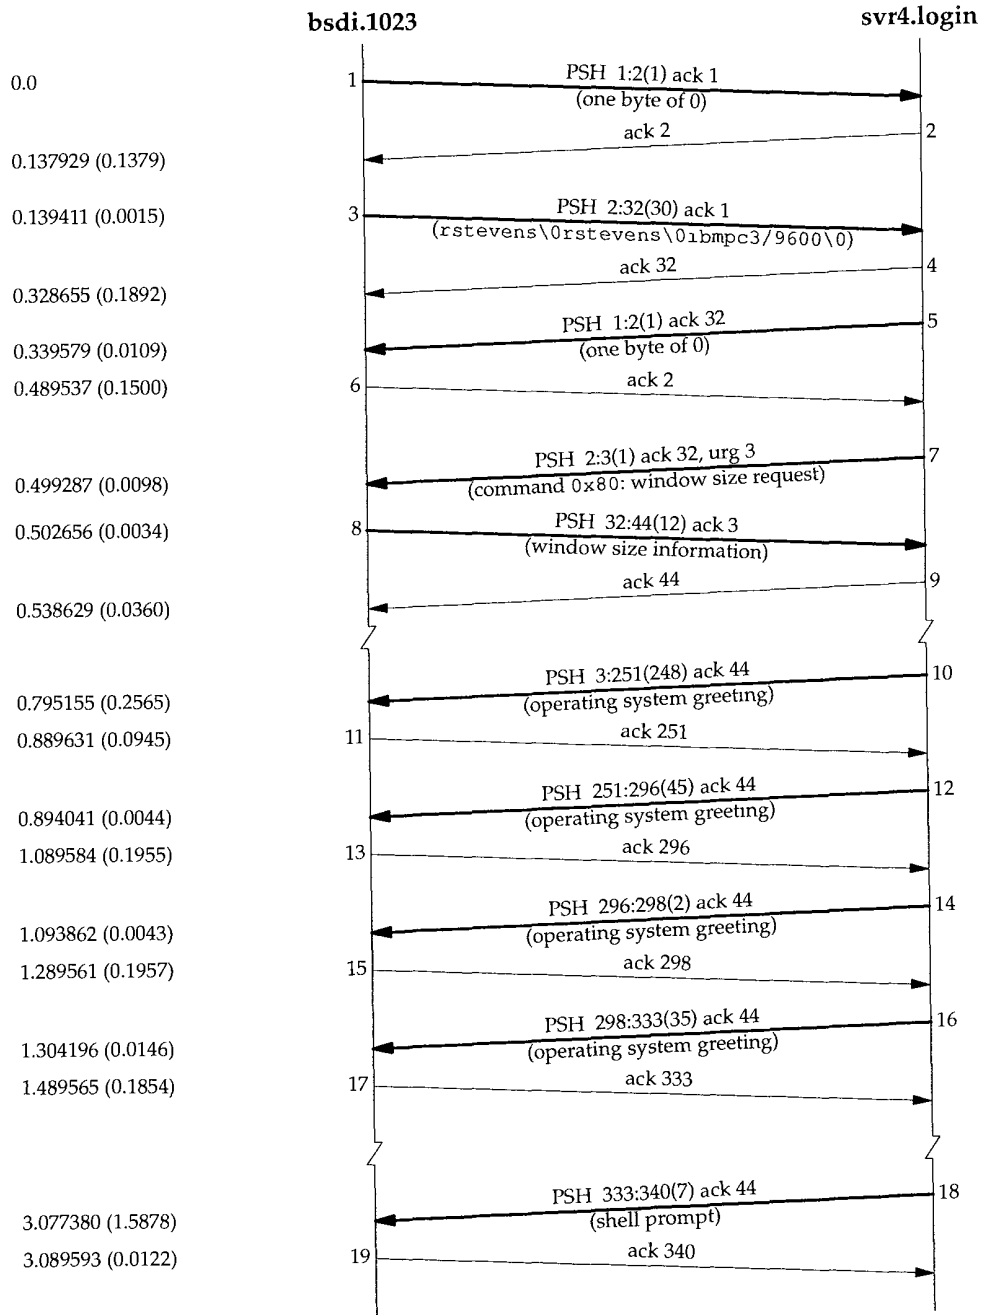 bsdi.1023 svr4.login
0.0 1 PSH 1:2(1) ack 1
(one byte of 0)
ack 2 2
0.137929 (0.1379)
0.139411 (0.0015) 3 PSH 2:32(30) ack 1
(rstevens\0rstevens\0ibmpc3/9600\0)
ack 32 4
0.328655 (0.1892)
PSH 1:2(1) ack 32 5
0.339579 (0.0109) (one byte of 0)
0.489537 (0.1500) 6 ack 2
PSH 2:3(1) ack 32, urg 3 7
0.499287 (0.0098) (command 0x80: window size request)
0.502656 (0.0034) 8 PSH 32:44(12) ack 3
(window size information)
ack 44 9
0.538629 (0.0360)
PSH 3:251(248) ack 44 10
0.795155 (0.2565) (operating system greeting)
0.889631 (0.0945) 11 ack 251
PSH 251:296(45) ack 44 12
0.894041 (0.0044) (operating system greeting)
1.089584 (0.1955) 13 ack 296
PSH 296:298(2) ack 44 14
1.093862 (0.0043) (operating system greeting)
1.289561 (0.1957) 15 ack 298
PSH 298:333(35) ack 44 16
1.304196 (0.0146) (operating system greeting)
1.489565 (0.1854) 17 ack 333
PSH 333:340(7) ack 44 18
3.077380 (1.5878) (shell prompt)
3.089593 (0.0122) 19 ack 340